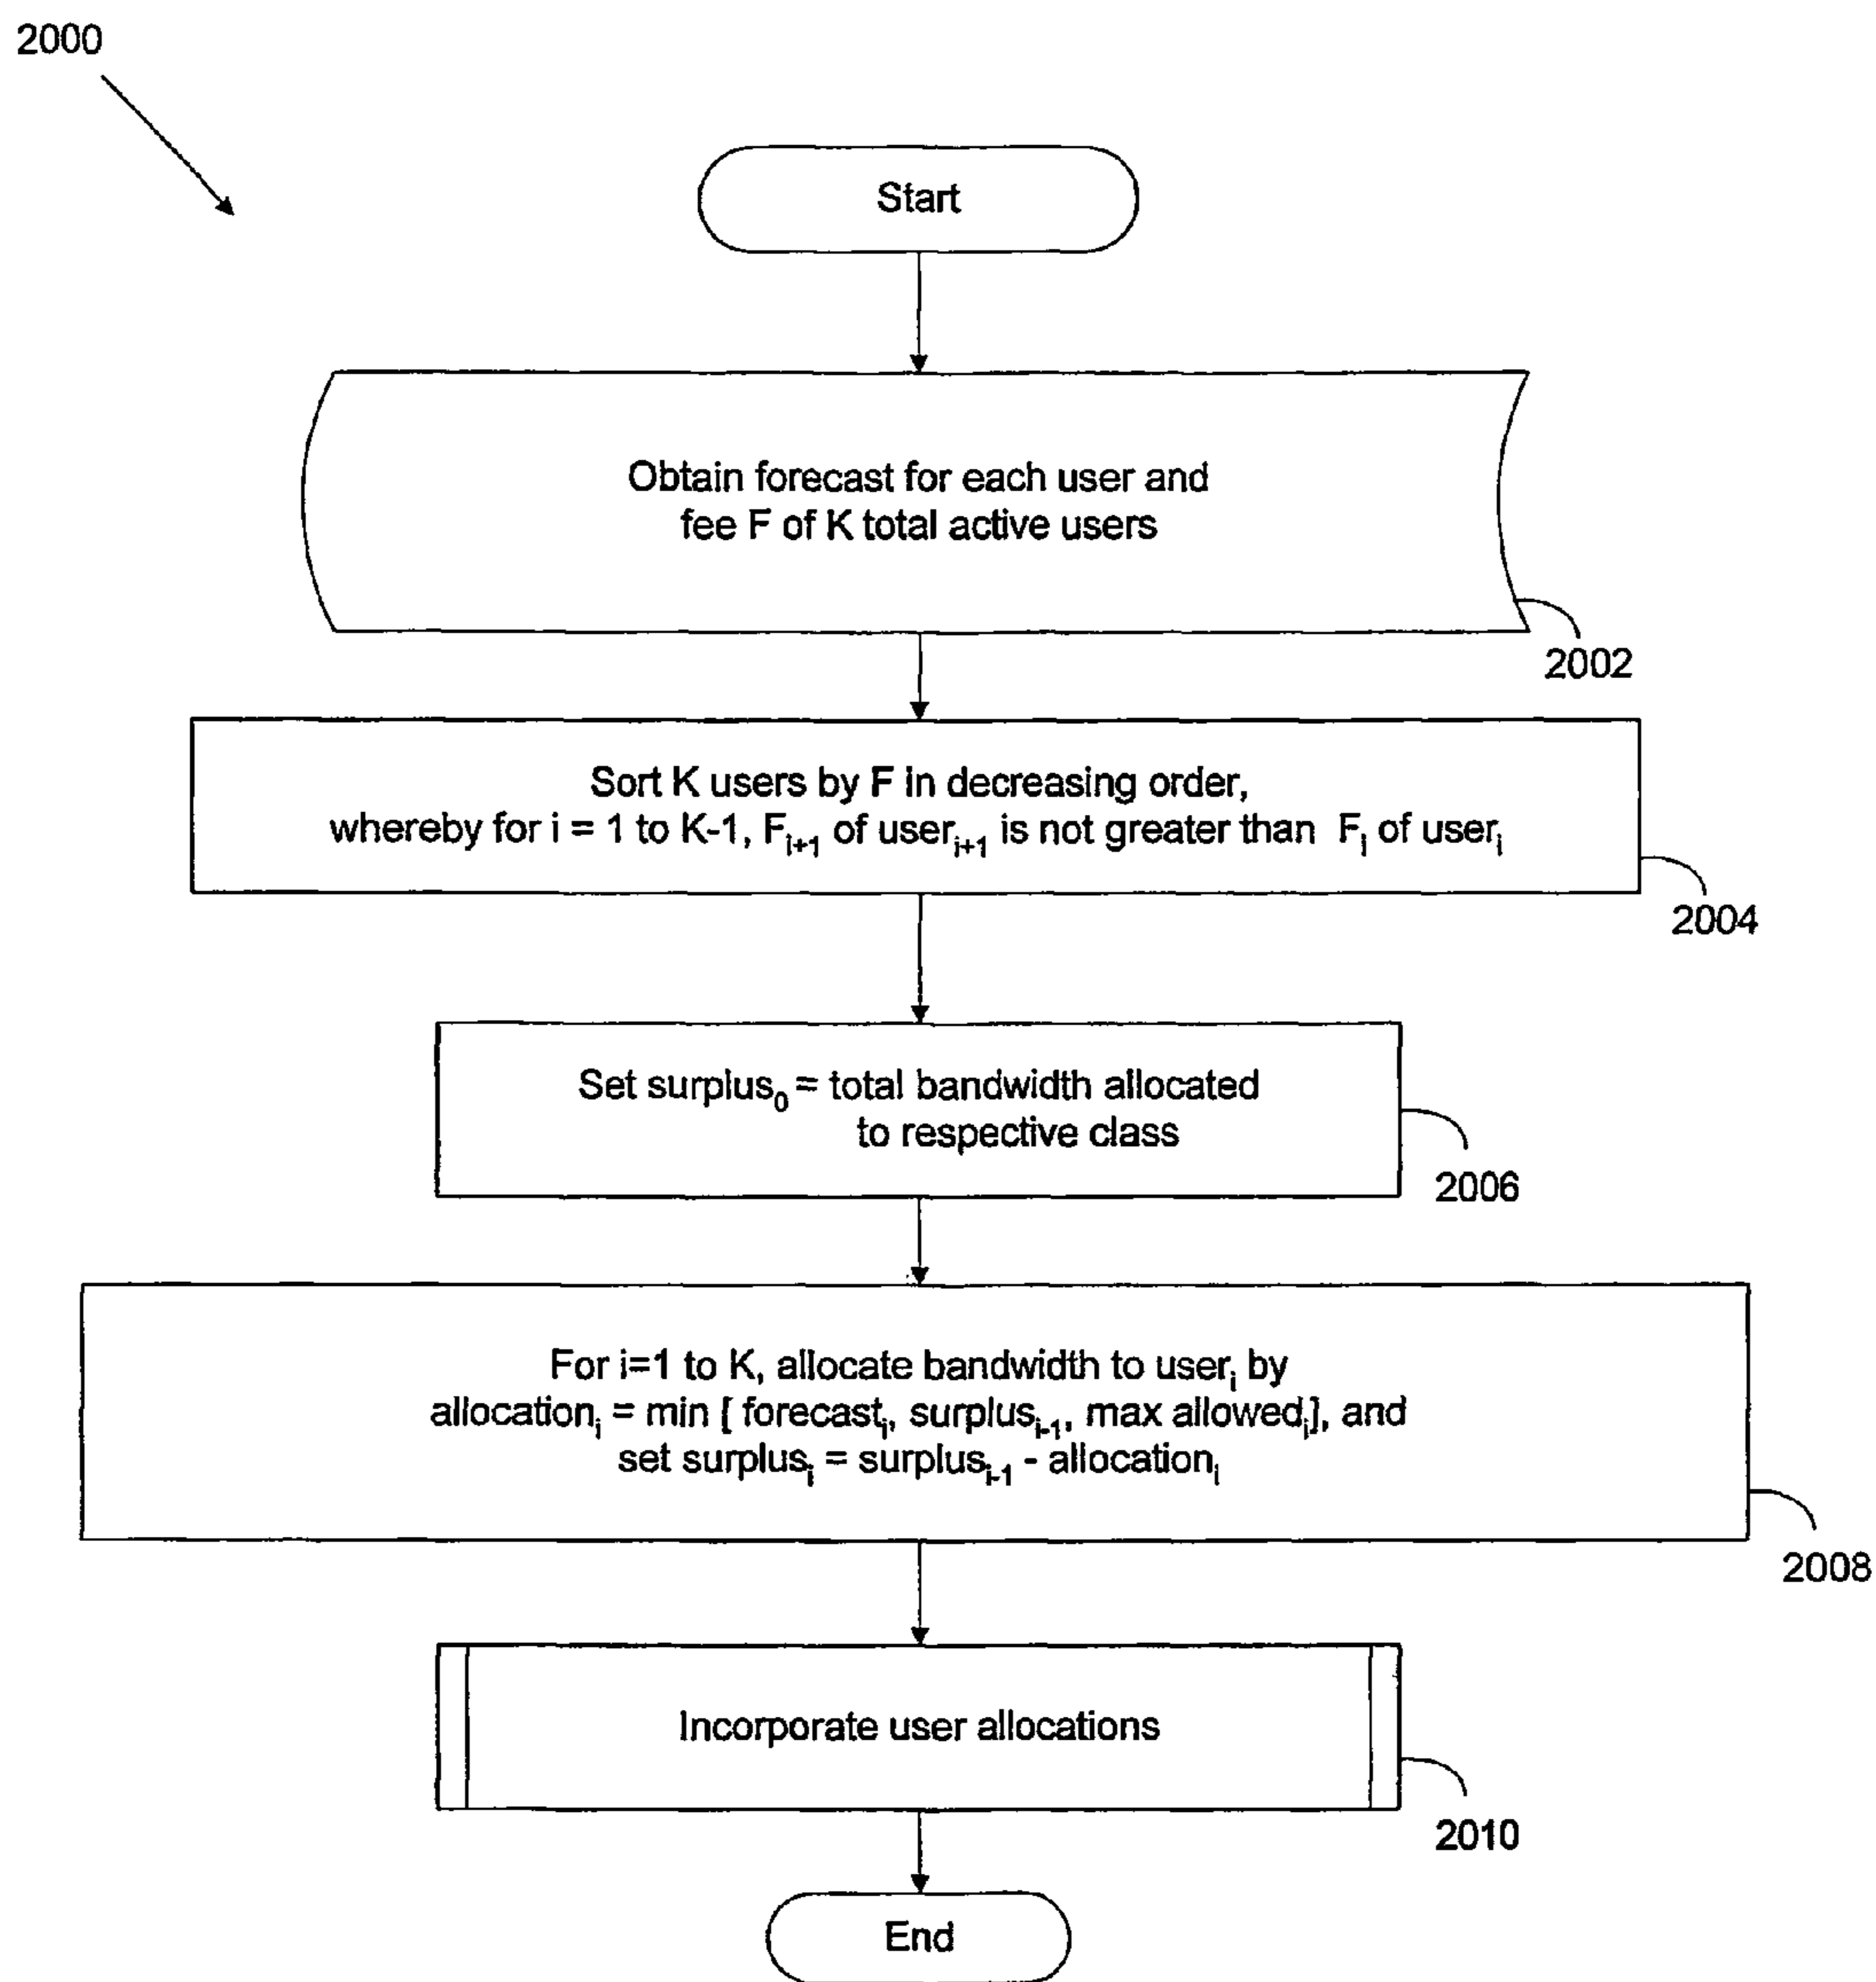 2000
Start
Obtain forecast for each user and
fee F of K total active users
2002
Sort K users by F in decreasing order,
whereby for i = 1 to K-1, Fi+1 of useri+1 is not greater than Fi of useri
2004
Set surplus0 = total bandwidth allocated
to respective class
2006
For i=1 to K, allocate bandwidth to useri by
allocationi = min [ forecasti, surplusi-1, max allowedi], and
set surplusi = surplusi-1 - allocationi
2008
Incorporate user allocations
2010
End